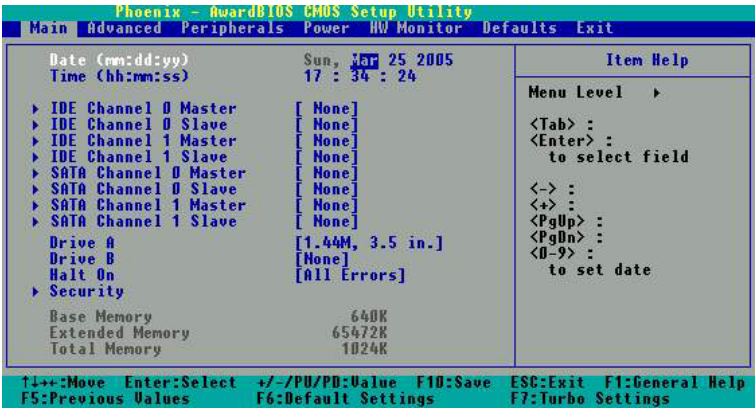 Phoenix - AwardBIOS CMOS Setup Utility
Main Advanced Peripherals Power HW Monitor Defaults Exit
Date (mm:dd:yy) Sun, Mar 25 2005
Time (hh:mm:ss) 17 : 34 : 24
IDE Channel 0 Master [ None]
IDE Channel 0 Slave [ None]
IDE Channel 1 Master [ None]
IDE Channel 1 Slave [ None]
SATA Channel 0 Master [ None]
SATA Channel 0 Slave [ None]
SATA Channel 1 Master [ None]
SATA Channel 1 Slave [ None]
Drive A [1.44M, 3.5 in.]
Drive B [None]
Halt On [All Errors]
Security
Base Memory 640K
Extended Memory 65472K
Total Memory 1024K
Item Help
Menu Level
<Tab> :
<Enter> :
to select field
<-> :
<+> :
<PgUp> :
<PgDn> :
<0-9> :
to set date
↑↓→←:Move Enter:Select +/-/PU/PD:Value F10:Save ESC:Exit F1:General Help
F5:Previous Values F6:Default Settings F7:Turbo Settings